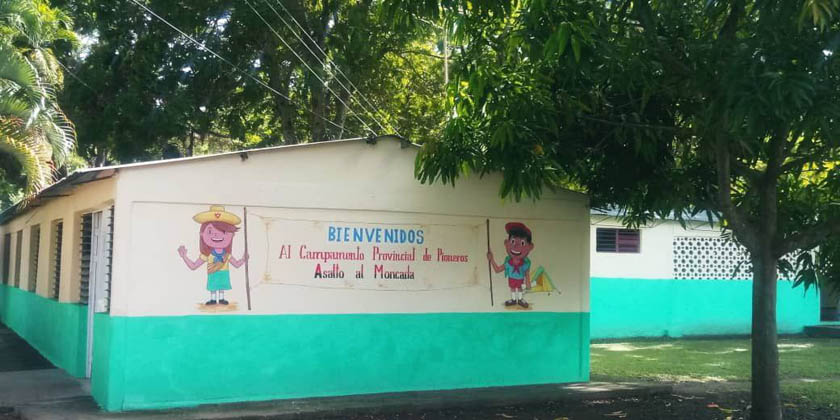 BIENVENIDOS
Al Campamento Provincial de Pioneros
Asalto al Moncada